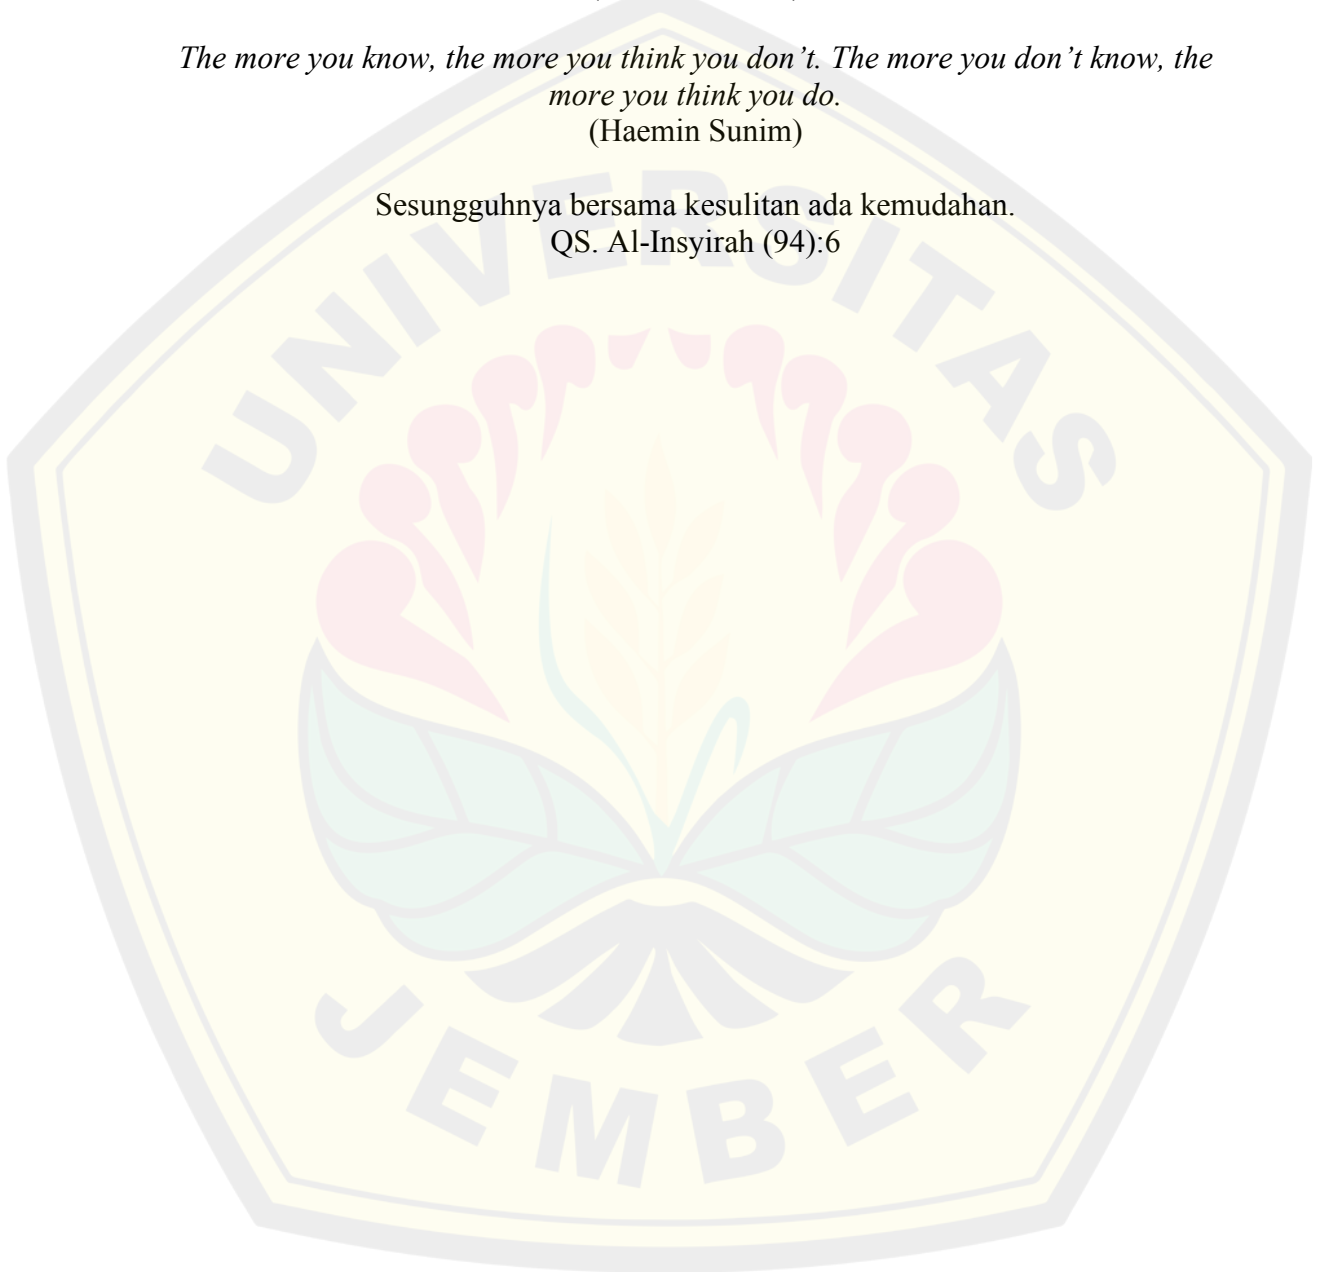 The more you know, the more you think you don’t. The more you don’t know, the
more you think you do.
(Haemin Sunim)
Sesungguhnya bersama kesulitan ada kemudahan.
QS. Al-Insyirah (94):6
UNIVERSITAS
JEMBER